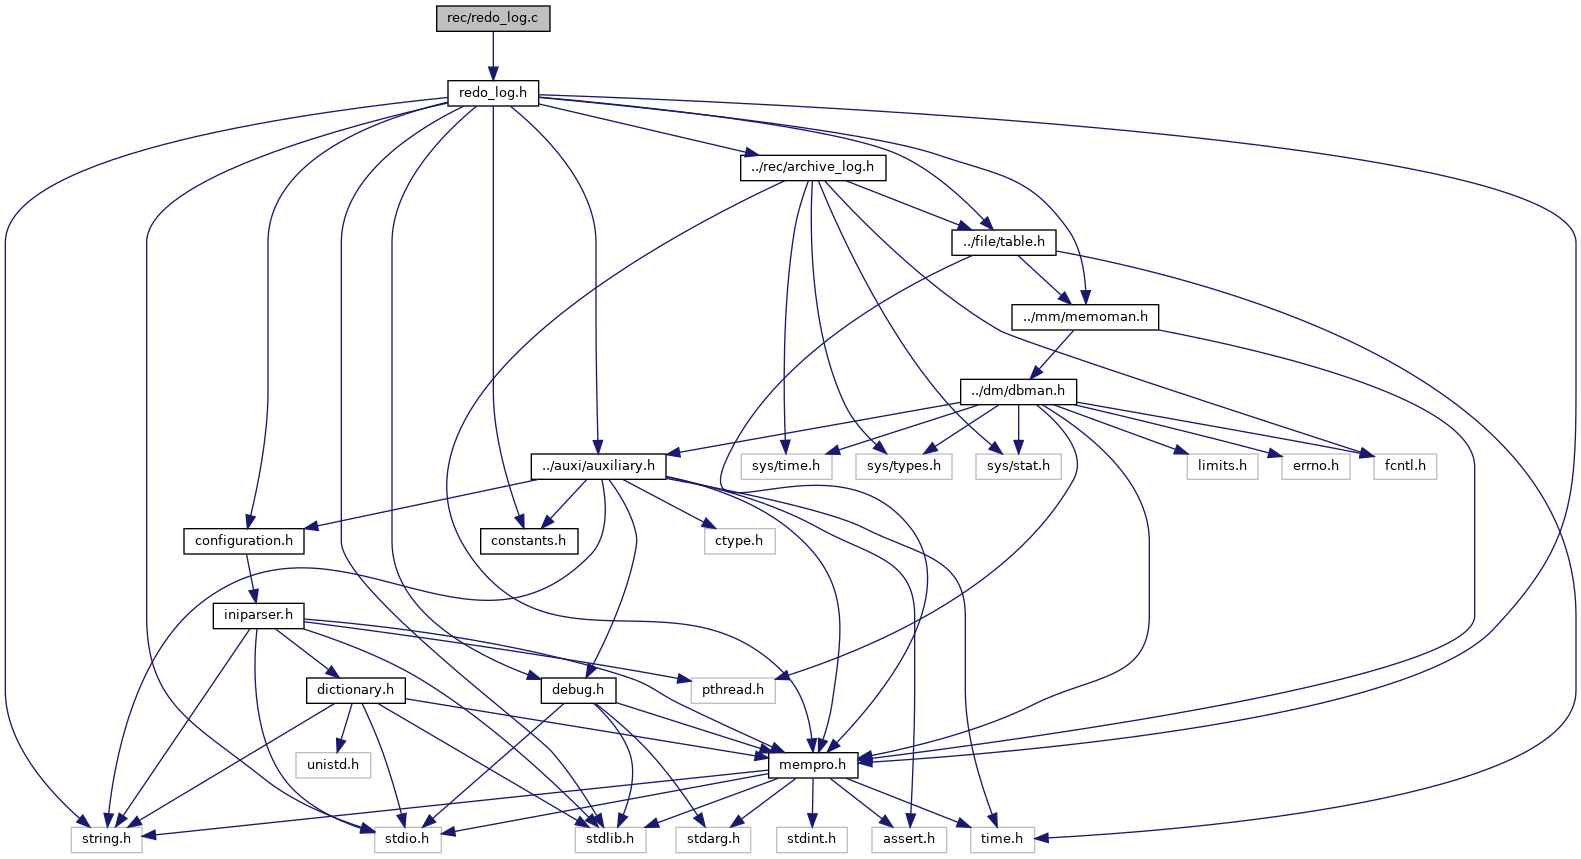 rec/redo_log.c
redo_log.h
../rec/archive_log.h
../file/table.h
../mm/memoman.h
../dm/dbman.h
../auxi/auxiliary.h
sys/time.h
sys/types.h
sys/stat.h
limits.h
errno.h
fcntl.h
configuration.h
constants.h
ctype.h
iniparser.h
dictionary.h
debug.h
pthread.h
unistd.h
mempro.h
string.h
stdio.h
stdlib.h
stdarg.h
stdint.h
assert.h
time.h